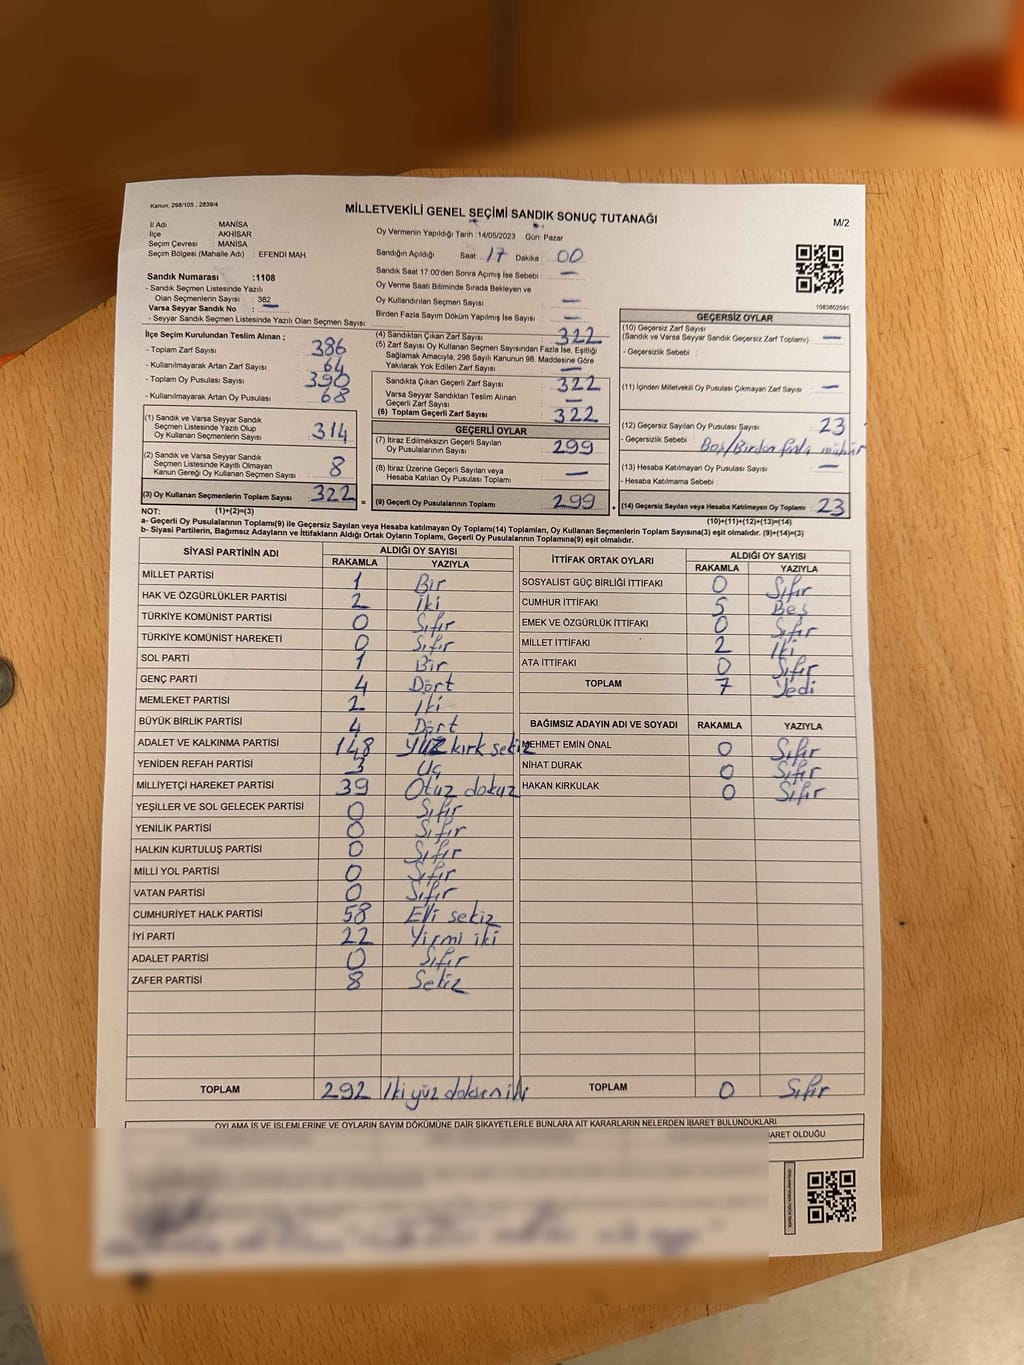 Kanun: 298/105 , 2839/4
MİLLETVEKİLİ GENEL SEÇİMİ SANDIK SONUÇ TUTANAĞI
M/2
İl Adı : MANİSA
İlçe : AKHİSAR
Seçim Çevresi : MANİSA
Seçim Bölgesi (Mahalle Adı) : EFENDİ MAH.
Sandık Numarası :1108
- Sandık Seçmen Listesinde Yazılı
Olan Seçmenlerin Sayısı : 382
Varsa Seyyar Sandık No : —
- Seyyar Sandık Seçmen Listesinde Yazılı Olan Seçmen Sayısı:
Oy Vermenin Yapıldığı Tarih :14/05/2023 Gün: Pazar
Sandığın Açıldığı Saat: 17 Dakika : 00
Sandık Saat 17:00'den Sonra Açılmış İse Sebebi : —
Oy Verme Saati Bitiminde Sırada Bekleyen ve
Oy Kullandırılan Seçmen Sayısı —
Birden Fazla Sayım Döküm Yapılmış İse Sayısı : —
1063602591
İlçe Seçim Kurulundan Teslim Alınan ;
- Toplam Zarf Sayısı : 386
- Kullanılmayarak Artan Zarf Sayısı : 64
- Toplam Oy Pusulası Sayısı : 390
- Kullanılmayarak Artan Oy Pusulası : 68
(1) Sandık ve Varsa Seyyar Sandık
Seçmen Listesinde Yazılı Olup
Oy Kullanan Seçmenlerin Sayısı : 314
(2) Sandık ve Varsa Seyyar Sandık
Seçmen Listesinde Kayıtlı Olmayan
Kanun Gereği Oy Kullanan Seçmen Sayısı : 8
(3) Oy Kullanan Seçmenlerin Toplam Sayısı : 322
(4) Sandıktan Çıkan Zarf Sayısı : 322
(5) Zarf Sayısı Oy Kullanan Seçmen Sayısından Fazla İse, Eşitliği
Sağlamak Amacıyla, 298 Sayılı Kanunun 98. Maddesine Göre
Yakılarak Yok Edilen Zarf Sayısı : —
Sandıkta Çıkan Geçerli Zarf Sayısı : 322
Varsa Seyyar Sandıktan Teslim Alınan
Geçerli Zarf Sayısı : —
(6) Toplam Geçerli Zarf Sayısı : 322
GEÇERLİ OYLAR
(7) İtiraz Edilmeksizin Geçerli Sayılan
Oy Pusulalarının Sayısı: 299
(8) İtiraz Üzerine Geçerli Sayılan veya
Hesaba Katılan Oy Pusulası Toplamı : —
= (9) Geçerli Oy Pusulalarının Toplamı : 299
GEÇERSİZ OYLAR
(10) Geçersiz Zarf Sayısı
(Sandık ve Varsa Seyyar Sandık Geçersiz Zarf Toplamı) : —
- Geçersizlik Sebebi :
(11) İçinden Milletvekili Oy Pusulası Çıkmayan Zarf Sayısı : —
(12) Geçersiz Sayılan Oy Pusulası Sayısı : 23
- Geçersizlik Sebebi : Boş/Birden fazla mühür
(13) Hesaba Katılmayan Oy Pusulası Sayısı : —
- Hesaba Katılmama Sebebi :
+ (14) Geçersiz Sayılan veya Hesaba Katılmayan Oy Toplamı : 23
NOT: (1)+(2)=(3) (10)+(11)+(12)+(13)=(14)
a- Geçerli Oy Pusulalarının Toplamı(9) ile Geçersiz Sayılan veya Hesaba katılmayan Oy Toplamı(14) Toplamları, Oy Kullanan Seçmenlerin Toplam Sayısına(3) eşit olmalıdır. (9)+(14)=(3)
b- Siyasi Partilerin, Bağımsız Adayların ve İttifakların Aldığı Ortak Oyların Toplamı, Geçerli Oy Pusulalarının Toplamına(9) eşit olmalıdır.
SİYASİ PARTİNİN ADI ALDIĞI OY SAYISI
RAKAMLA YAZIYLA
MİLLET PARTİSİ 1 Bir
HAK VE ÖZGÜRLÜKLER PARTİSİ 2 İki
TÜRKİYE KOMÜNİST PARTİSİ 0 Sıfır
TÜRKİYE KOMÜNİST HAREKETİ 0 Sıfır
SOL PARTİ 1 Bir
GENÇ PARTİ 4 Dört
MEMLEKET PARTİSİ 2 İki
BÜYÜK BİRLİK PARTİSİ 4 Dört
ADALET VE KALKINMA PARTİSİ 148 Yüz kırk sekiz
YENİDEN REFAH PARTİSİ 3 Üç
MİLLİYETÇİ HAREKET PARTİSİ 39 Otuz dokuz
YEŞİLLER VE SOL GELECEK PARTİSİ 0 Sıfır
YENİLİK PARTİSİ 0 Sıfır
HALKIN KURTULUŞ PARTİSİ 0 Sıfır
MİLLİ YOL PARTİSİ 0 Sıfır
VATAN PARTİSİ 0 Sıfır
CUMHURİYET HALK PARTİSİ 58 Elli sekiz
İYİ PARTİ 22 Yirmi iki
ADALET PARTİSİ 0 Sıfır
ZAFER PARTİSİ 8 Sekiz
TOPLAM 292 İki yüz doksan iki
İTTİFAK ORTAK OYLARI ALDIĞI OY SAYISI
RAKAMLA YAZIYLA
SOSYALİST GÜÇ BİRLİĞİ İTTİFAKI 0 Sıfır
CUMHUR İTTİFAKI 5 Beş
EMEK VE ÖZGÜRLÜK İTTİFAKI 0 Sıfır
MİLLET İTTİFAKI 2 İki
ATA İTTİFAKI 0 Sıfır
TOPLAM 7 Yedi
BAĞIMSIZ ADAYIN ADI VE SOYADI RAKAMLA YAZIYLA
MEHMET EMİN ÖNAL 0 Sıfır
NİHAT DURAK 0 Sıfır
HAKAN KIRKULAK 0 Sıfır
TOPLAM 0 Sıfır
OYLAMA İŞ VE İŞLEMLERİNE VE OYLARIN SAYIM DÖKÜMÜNE DAİR ŞİKAYETLERLE BUNLARA AİT KARARLARIN NELERDEN İBARET BULUNDUKLARI
BARET OLDUĞU